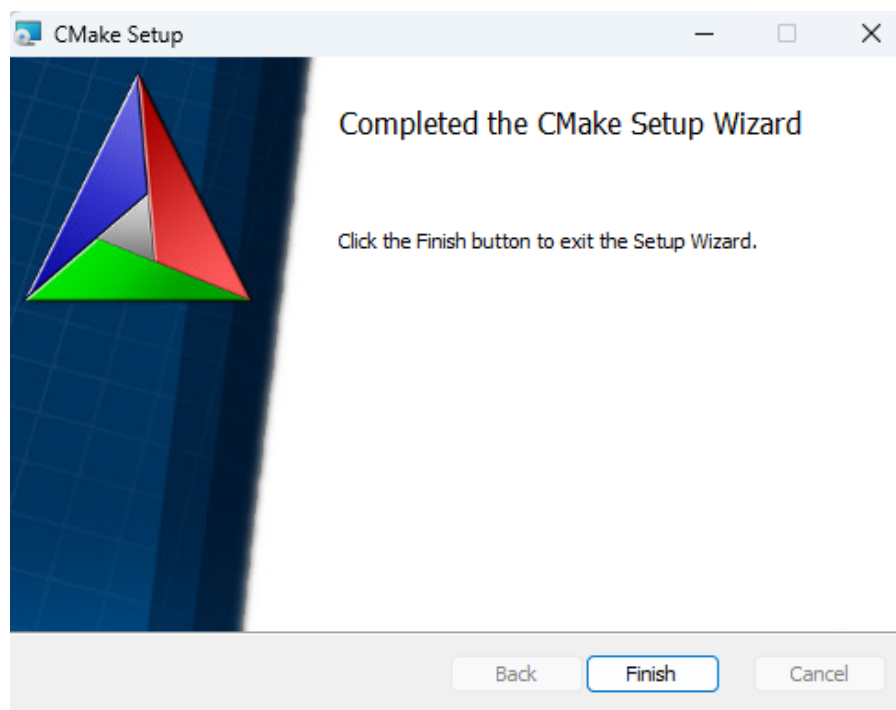 CMake Setup
Completed the CMake Setup Wizard
Click the Finish button to exit the Setup Wizard.
Back
Finish
Cancel